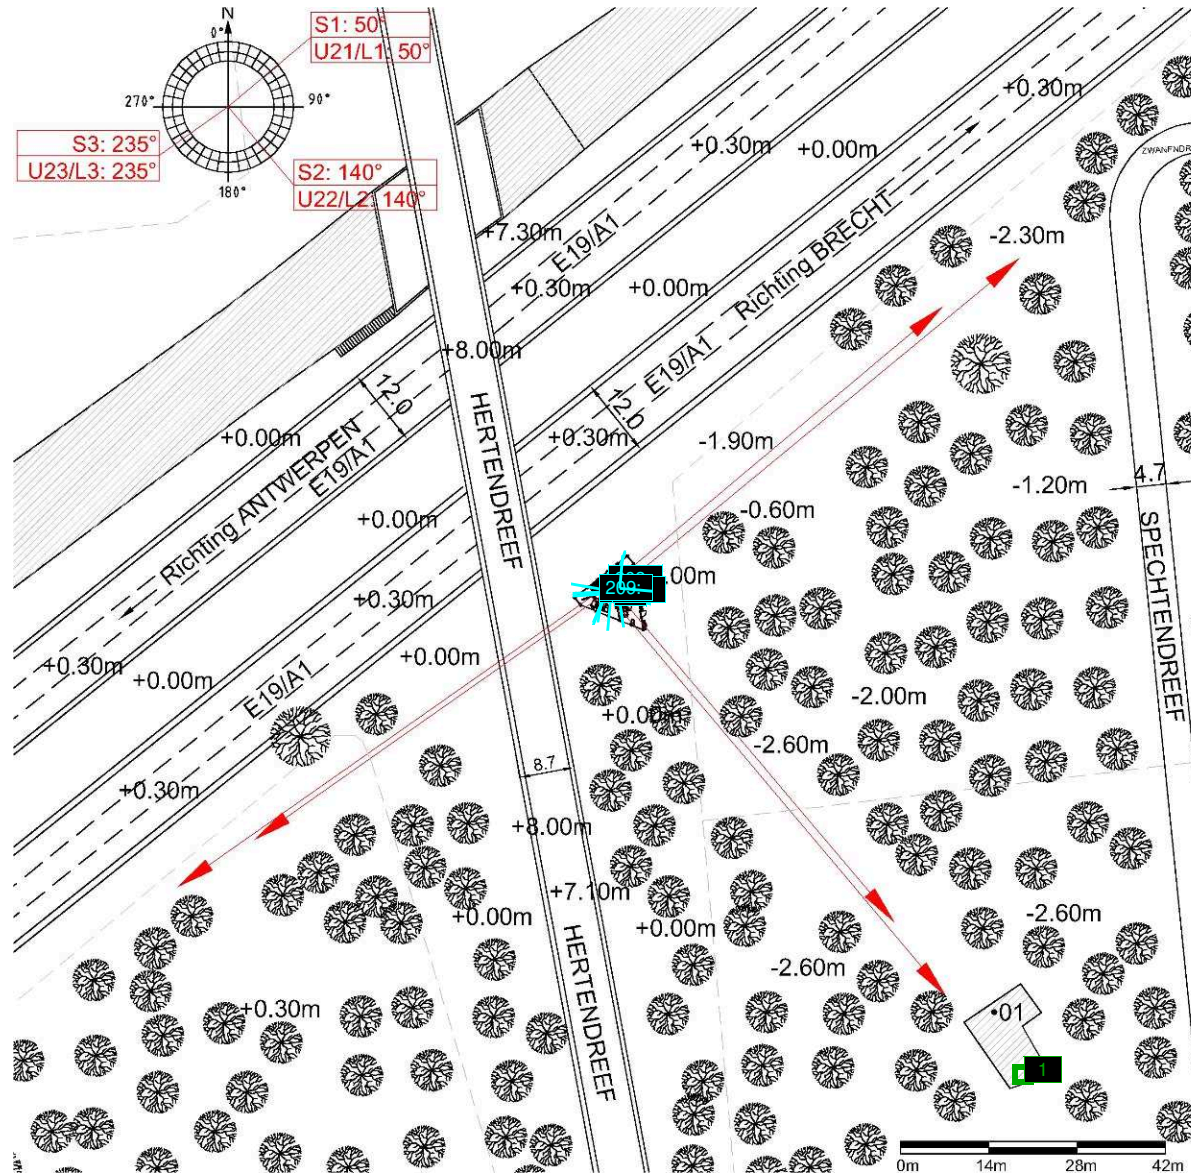 N
0°
S1: 50°
U21/L1: 50°
270°
90°
S3: 235°
U23/L3: 235°
180°
S2: 140°
U22/L2: 140°
+0.30m
+0.30m
+0.00m
+7.30m
E19/A1
Richting BRECHT
-2.30m
+0.30m
+0.00m
+8.00m
E19/A1
12.0
12.0
HERTENDREEF
+0.00m
+0.30m
-1.90m
Richting ANTWERPEN
E19/A1
4.7
-1.20m
+0.00m
-0.60m
SPECHTENDREEF
209:
.00m
+0.30m
+0.00m
+0.30m
+0.00m
E19/A1
-2.00m
+0.00m
-2.60m
8.7
+0.30m
+8.00m
+7.10m
+0.00m
+0.00m
-2.60m
HERTENDREEF
-2.60m
+0.30m
01
1
0m 14m 28m 42m